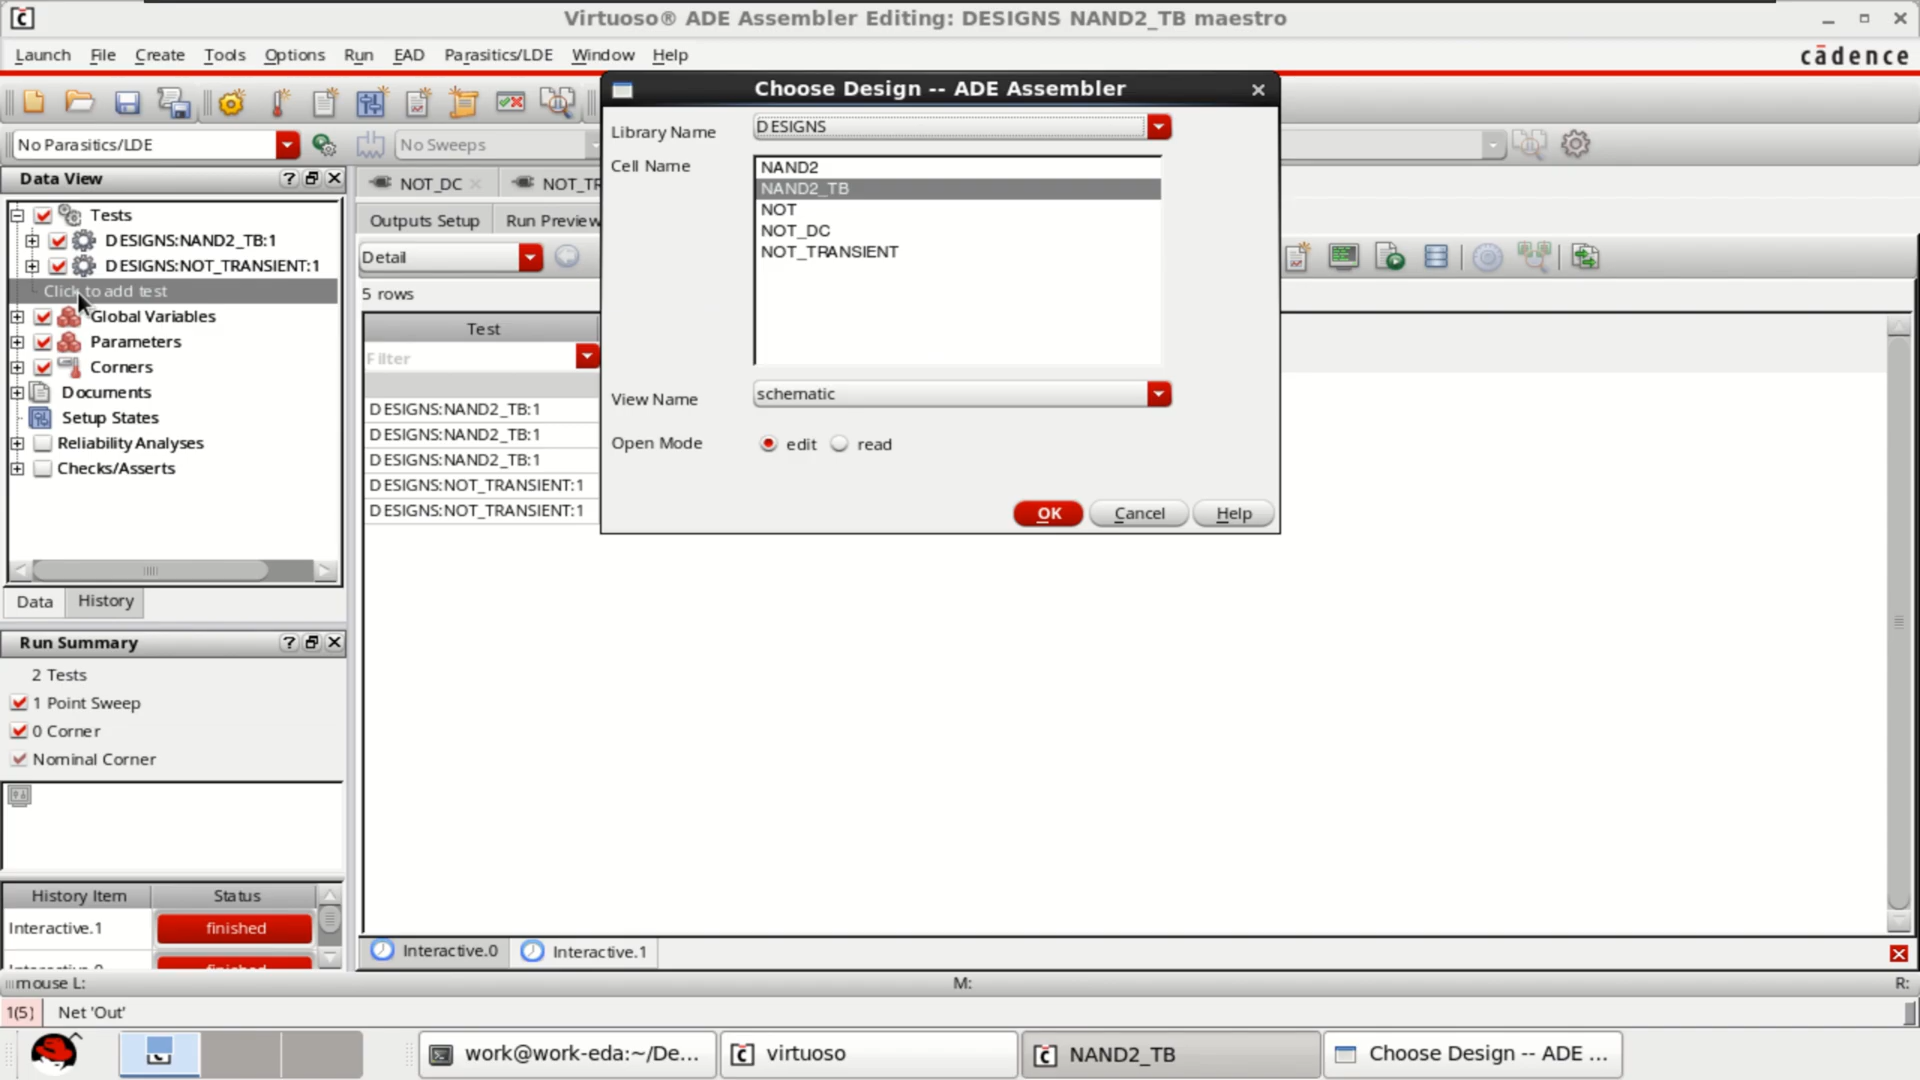 Virtuoso® ADE Assembler Editing: DESIGNS NAND2_TB maestro
Launch File Create Tools Options Run EAD Parasitics/LDE Window Help
cādence
Choose Design -- ADE Assembler
Library Name
DESIGNS
Cell Name
NAND2
NAND2_TB
NOT
NOT_DC
NOT_TRANSIENT
View Name
schematic
Open Mode
edit
read
OK
Cancel
Help
No Parasitics/LDE
No Sweeps
Data View
Tests
DESIGNS:NAND2_TB:1
DESIGNS:NOT_TRANSIENT:1
Click to add test
Global Variables
Parameters
Corners
Documents
Setup States
Reliability Analyses
Checks/Asserts
Data
History
Run Summary
2 Tests
1 Point Sweep
0 Corner
Nominal Corner
History Item
Status
Interactive.1
finished
NOT_DC
NOT_TR
Outputs Setup
Run Preview
Detail
5 rows
Test
Filter
DESIGNS:NAND2_TB:1
DESIGNS:NAND2_TB:1
DESIGNS:NAND2_TB:1
DESIGNS:NOT_TRANSIENT:1
DESIGNS:NOT_TRANSIENT:1
Interactive.0
Interactive.1
mouse L:
M:
R:
1(5)
Net 'Out'
work@work-eda:~/De...
virtuoso
NAND2_TB
Choose Design -- ADE ...